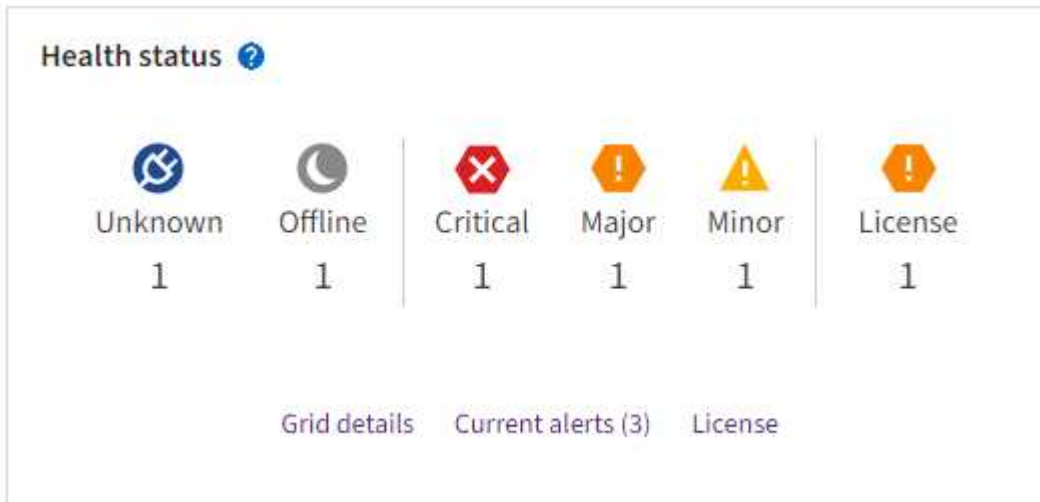 Health status ?
Unknown Offline Critical Major Minor License
1 1 1 1 1 1
Grid details Current alerts (3) License